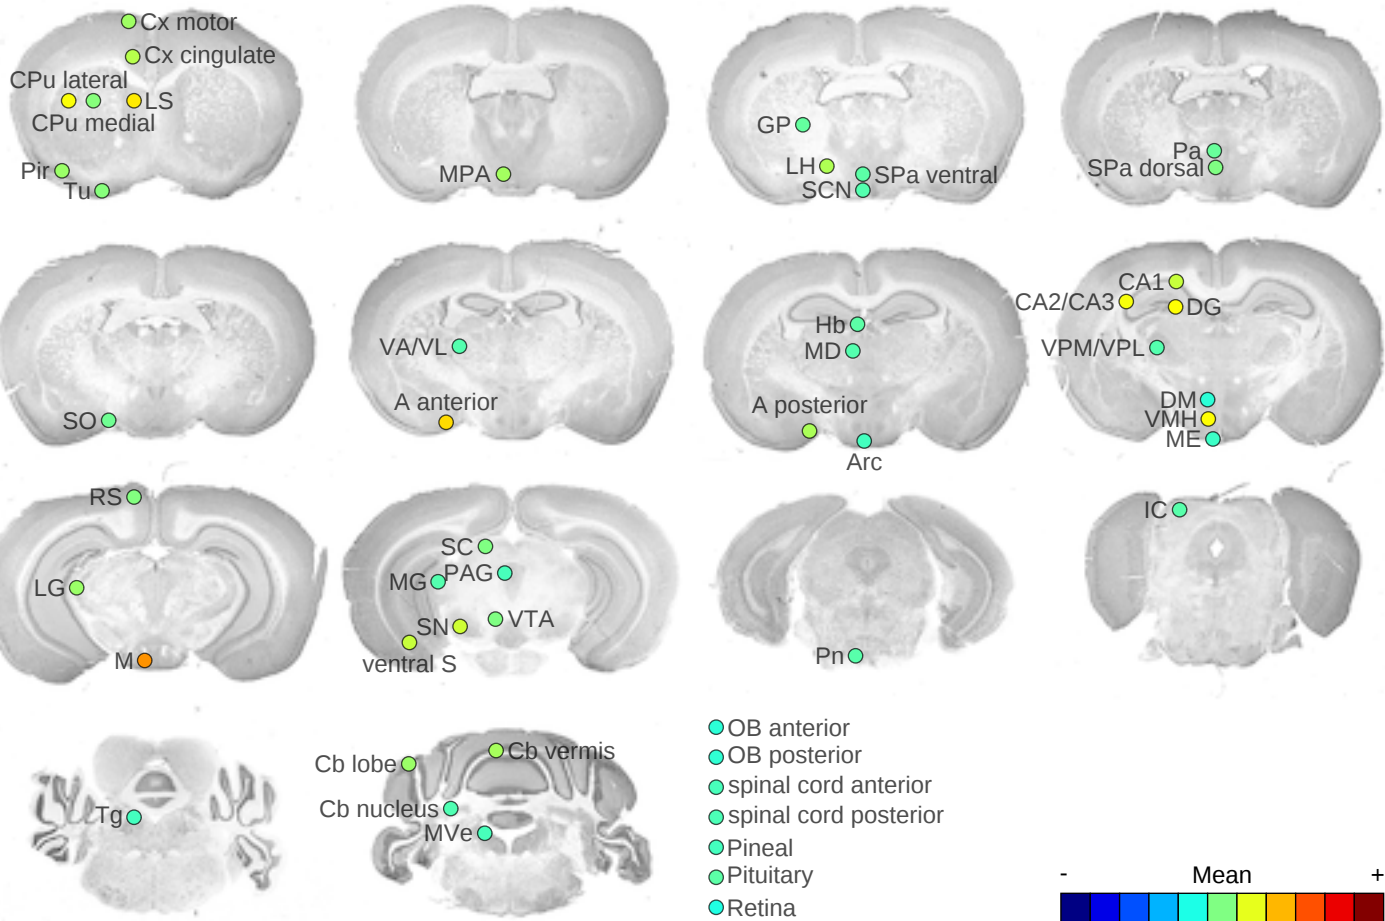 Cx motor
Cx cingulate
CPu lateral
LS
CPu medial
Pir
Tu
MPA
GP
LH
SPa ventral
SCN
Pa
SPa dorsal
SO
VA/VL
A anterior
Hb
MD
A posterior
Arc
CA1
CA2/CA3
DG
VPM/VPL
DM
VMH
ME
RS
LG
M
SC
MG
PAG
SN
VTA
ventral S
Pn
IC
Tg
Cb lobe
Cb vermis
Cb nucleus
MVe
OB anterior
OB posterior
spinal cord anterior
spinal cord posterior
Pineal
Pituitary
Retina
- Mean +